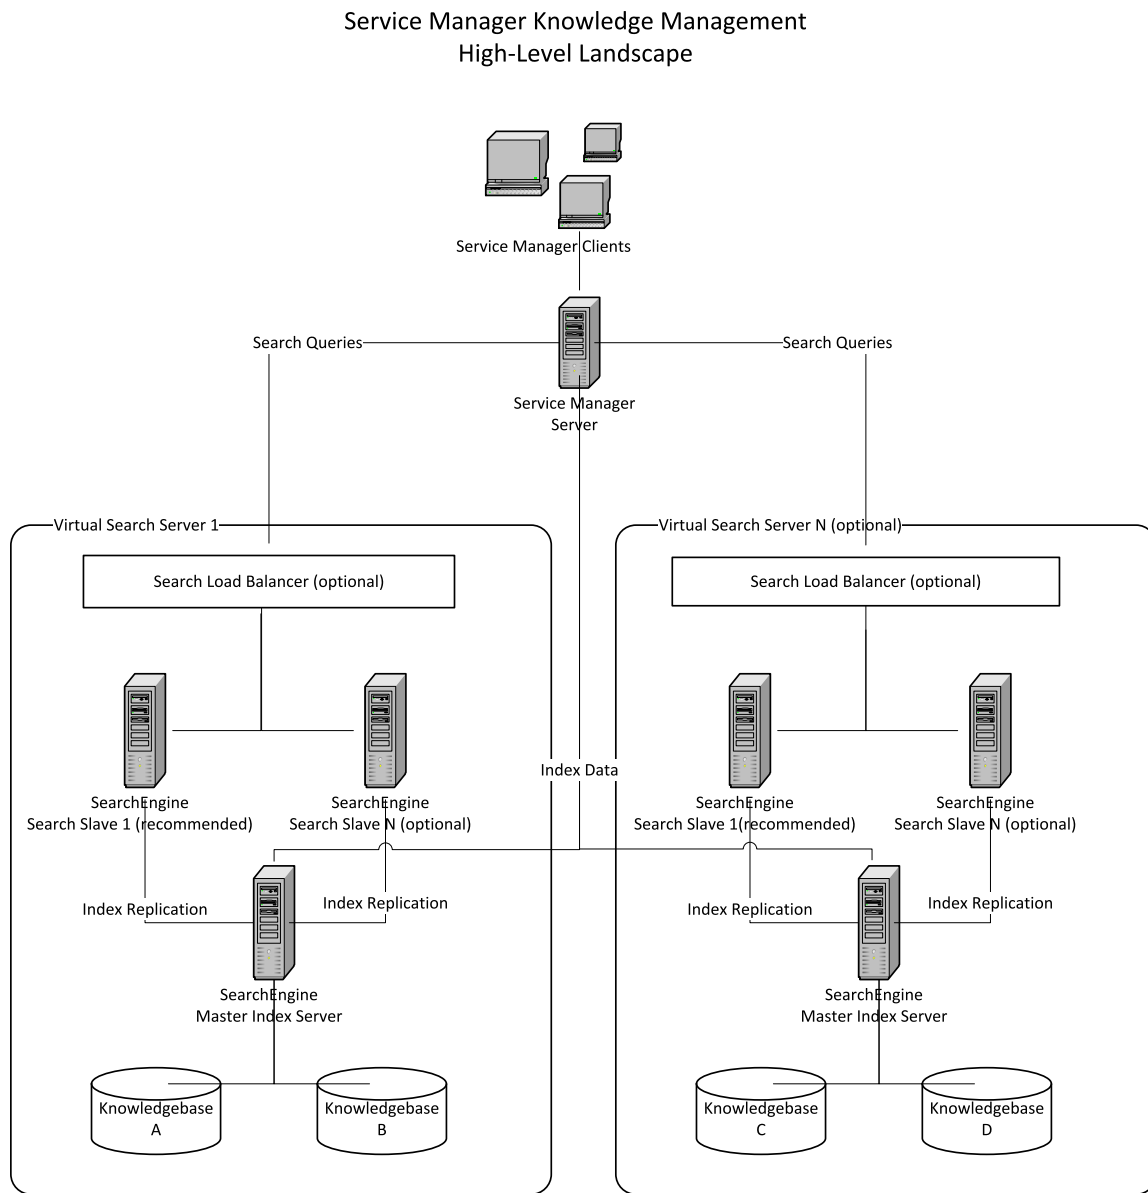 Service Manager Knowledge Management
High-Level Landscape
Service Manager Clients
Search Queries
Search Queries
Service Manager
Server
Virtual Search Server 1
Virtual Search Server N (optional)
Search Load Balancer (optional)
Search Load Balancer (optional)
Index Data
SearchEngine
Search Slave 1 (recommended)
SearchEngine
Search Slave N (optional)
SearchEngine
Search Slave 1(recommended)
SearchEngine
Search Slave N (optional)
Index Replication
Index Replication
Index Replication
Index Replication
SearchEngine
Master Index Server
SearchEngine
Master Index Server
Knowledgebase
A
Knowledgebase
B
Knowledgebase
C
Knowledgebase
D